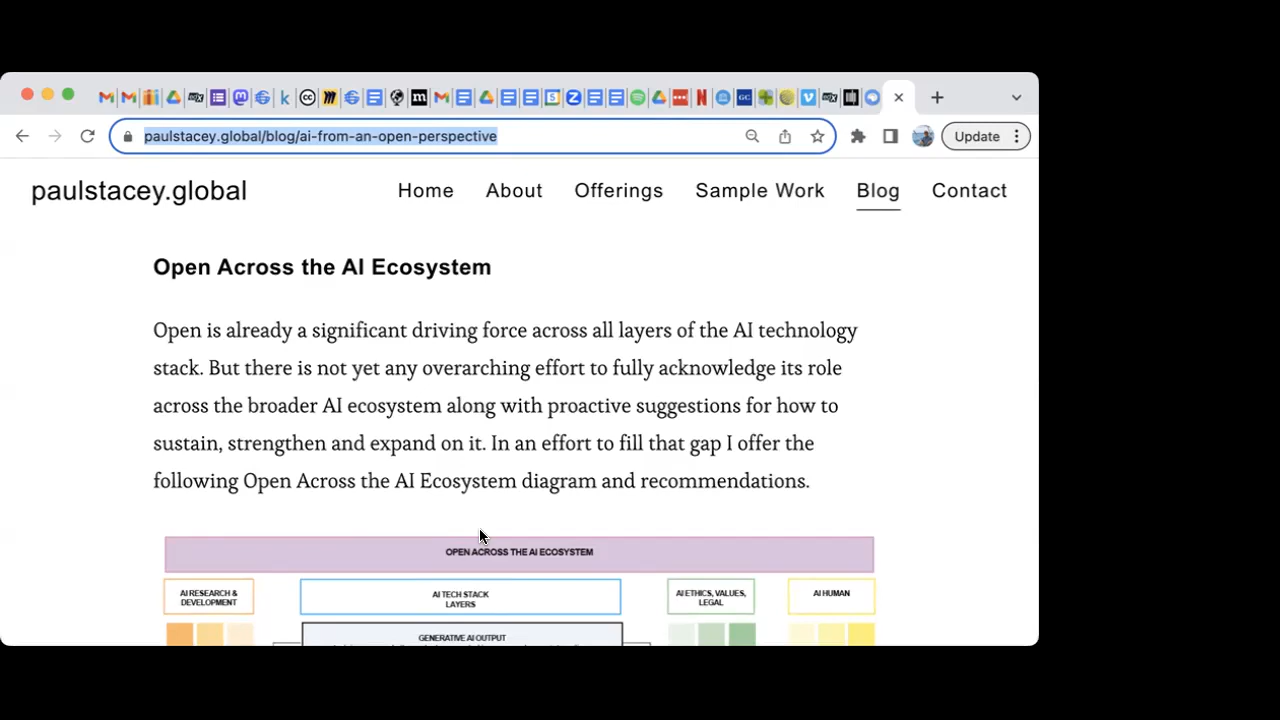 paulstacey.global/blog/ai-from-an-open-perspective
Update
paulstacey.global
Home About Offerings Sample Work Blog Contact
Open Across the AI Ecosystem
Open is already a significant driving force across all layers of the AI technology
stack. But there is not yet any overarching effort to fully acknowledge its role
across the broader AI ecosystem along with proactive suggestions for how to
sustain, strengthen and expand on it. In an effort to fill that gap I offer the
following Open Across the AI Ecosystem diagram and recommendations.
OPEN ACROSS THE AI ECOSYSTEM
AI RESEARCH &
DEVELOPMENT
AI TECH STACK
LAYERS
AI ETHICS, VALUES,
LEGAL
AI HUMAN
GENERATIVE AI OUTPUT